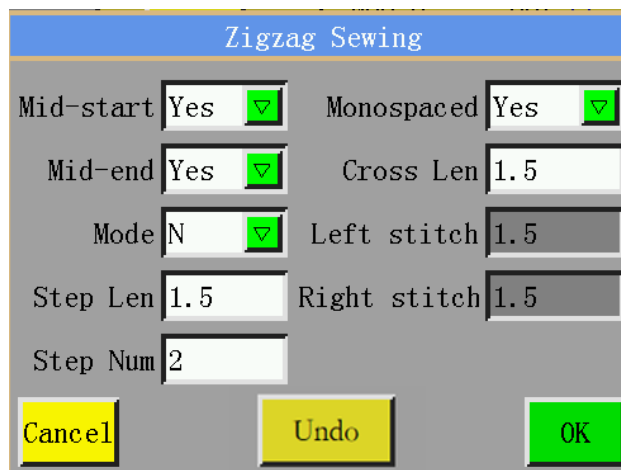 Zigzag Sewing
Mid-start Yes Monospaced Yes
Mid-end Yes Cross Len 1.5
Mode N Left stitch 1.5
Step Len 1.5 Right stitch 1.5
Step Num 2
Cancel Undo OK